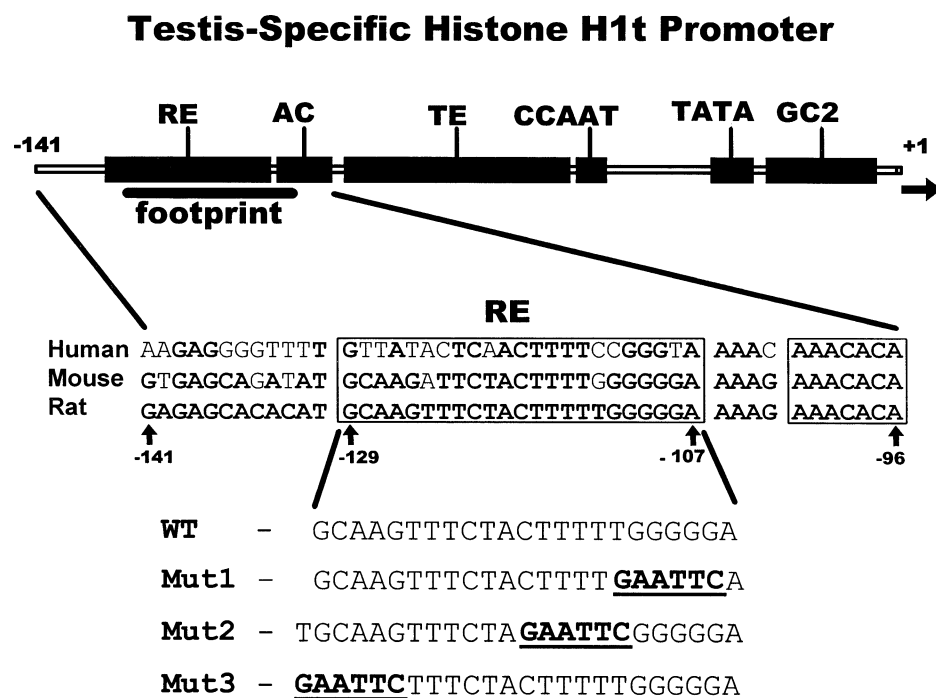 Testis-Specific Histone H1t Promoter
RE AC TE CCAAT TATA GC2
-141 +1
footprint
RE
Human AAGAGGGGTTTT GTTATACTCAACTTTTCCGGGTA AAAC AAACACA
Mouse GTGAGCAGATAT GCAAGATTCTACTTTTGGGGGGA AAAG AAACACA
Rat GAGAGCACACAT GCAAGTTTCTACTTTTTGGGGGA AAAG AAACACA
-141 -129 - 107 -96
WT - GCAAGTTTCTACTTTTTGGGGGA
Mut1 - GCAAGTTTCTACTTTT GAATTCA
Mut2 - TGCAAGTTTCTAGAATTCGGGGGA
Mut3 - GAATTCTTTCTACTTTTTGGGGGA